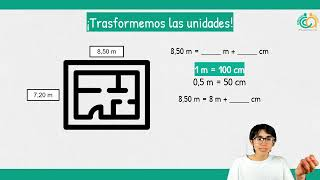 ¡Trasformemos las unidades!
8,50 m
7,20 m
8,50 m = _____ m + _____ cm
1 m = 100 cm
0,5 m = 50 cm
8,50 m = 8 m + _____ cm